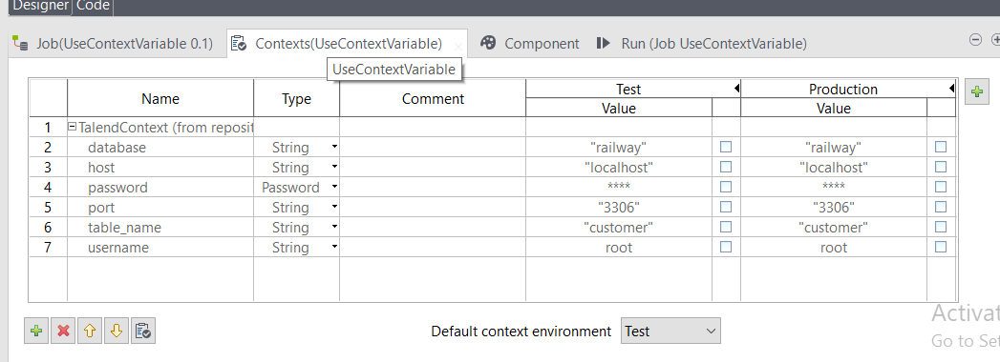 Designer Code
Job(UseContextVariable 0.1) Contexts(UseContextVariable) Component Run (Job UseContextVariable)
UseContextVariable
Name Type Comment Test Production
Value Value
1 TalendContext (from reposit
2 database String "railway" "railway"
3 host String "localhost" "localhost"
4 password Password **** ****
5 port String "3306" "3306"
6 table_name String "customer" "customer"
7 username String root root
Default context environment Test
Activat
Go to Set